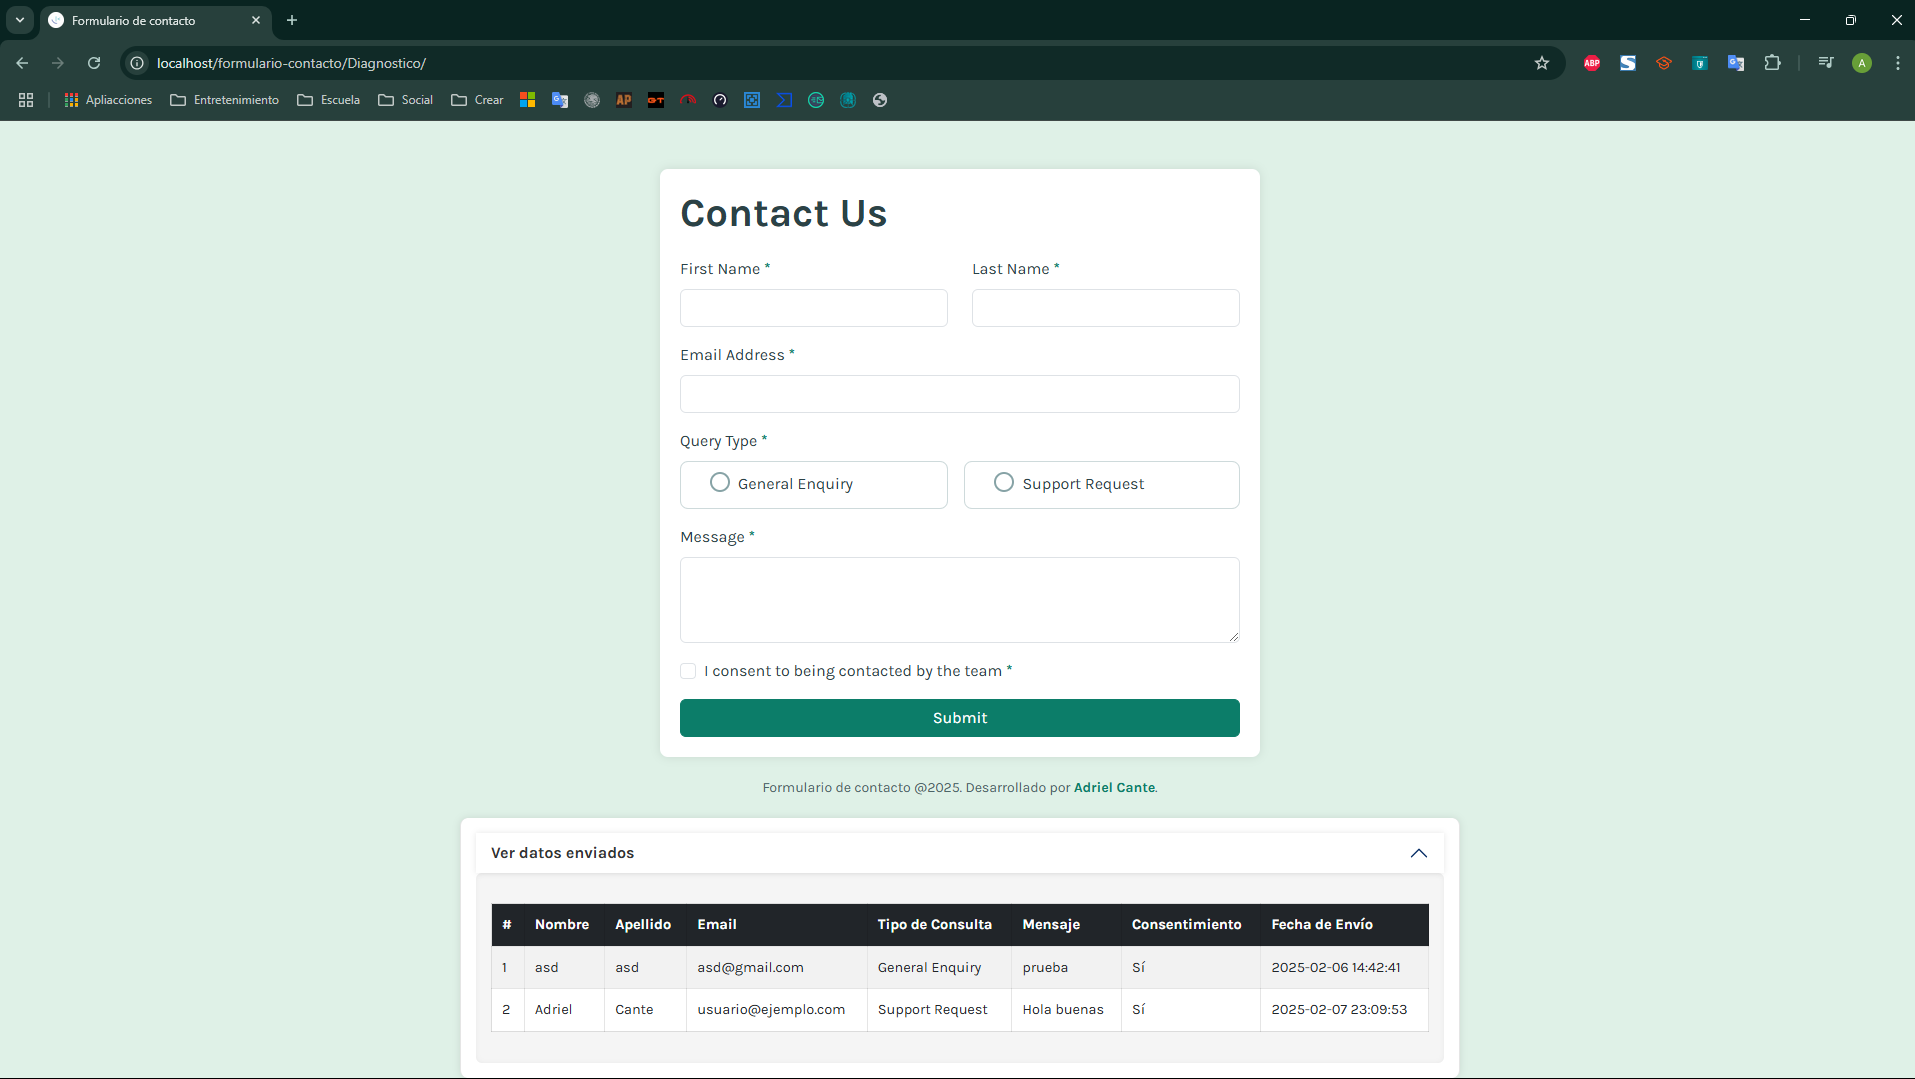 Formulario de contacto
localhost/formulario-contacto/Diagnostico/
ABP
A
Apliacciones Entretenimiento Escuela Social Crear AP GT
Contact Us
First Name * Last Name *
Email Address *
Query Type *
General Enquiry Support Request
Message *
I consent to being contacted by the team *
Submit
Formulario de contacto @2025. Desarrollado por Adriel Cante.
Ver datos enviados
# Nombre Apellido Email Tipo de Consulta Mensaje Consentimiento Fecha de Envío
1 asd asd asd@gmail.com General Enquiry prueba Sí 2025-02-06 14:42:41
2 Adriel Cante usuario@ejemplo.com Support Request Hola buenas Sí 2025-02-07 23:09:53